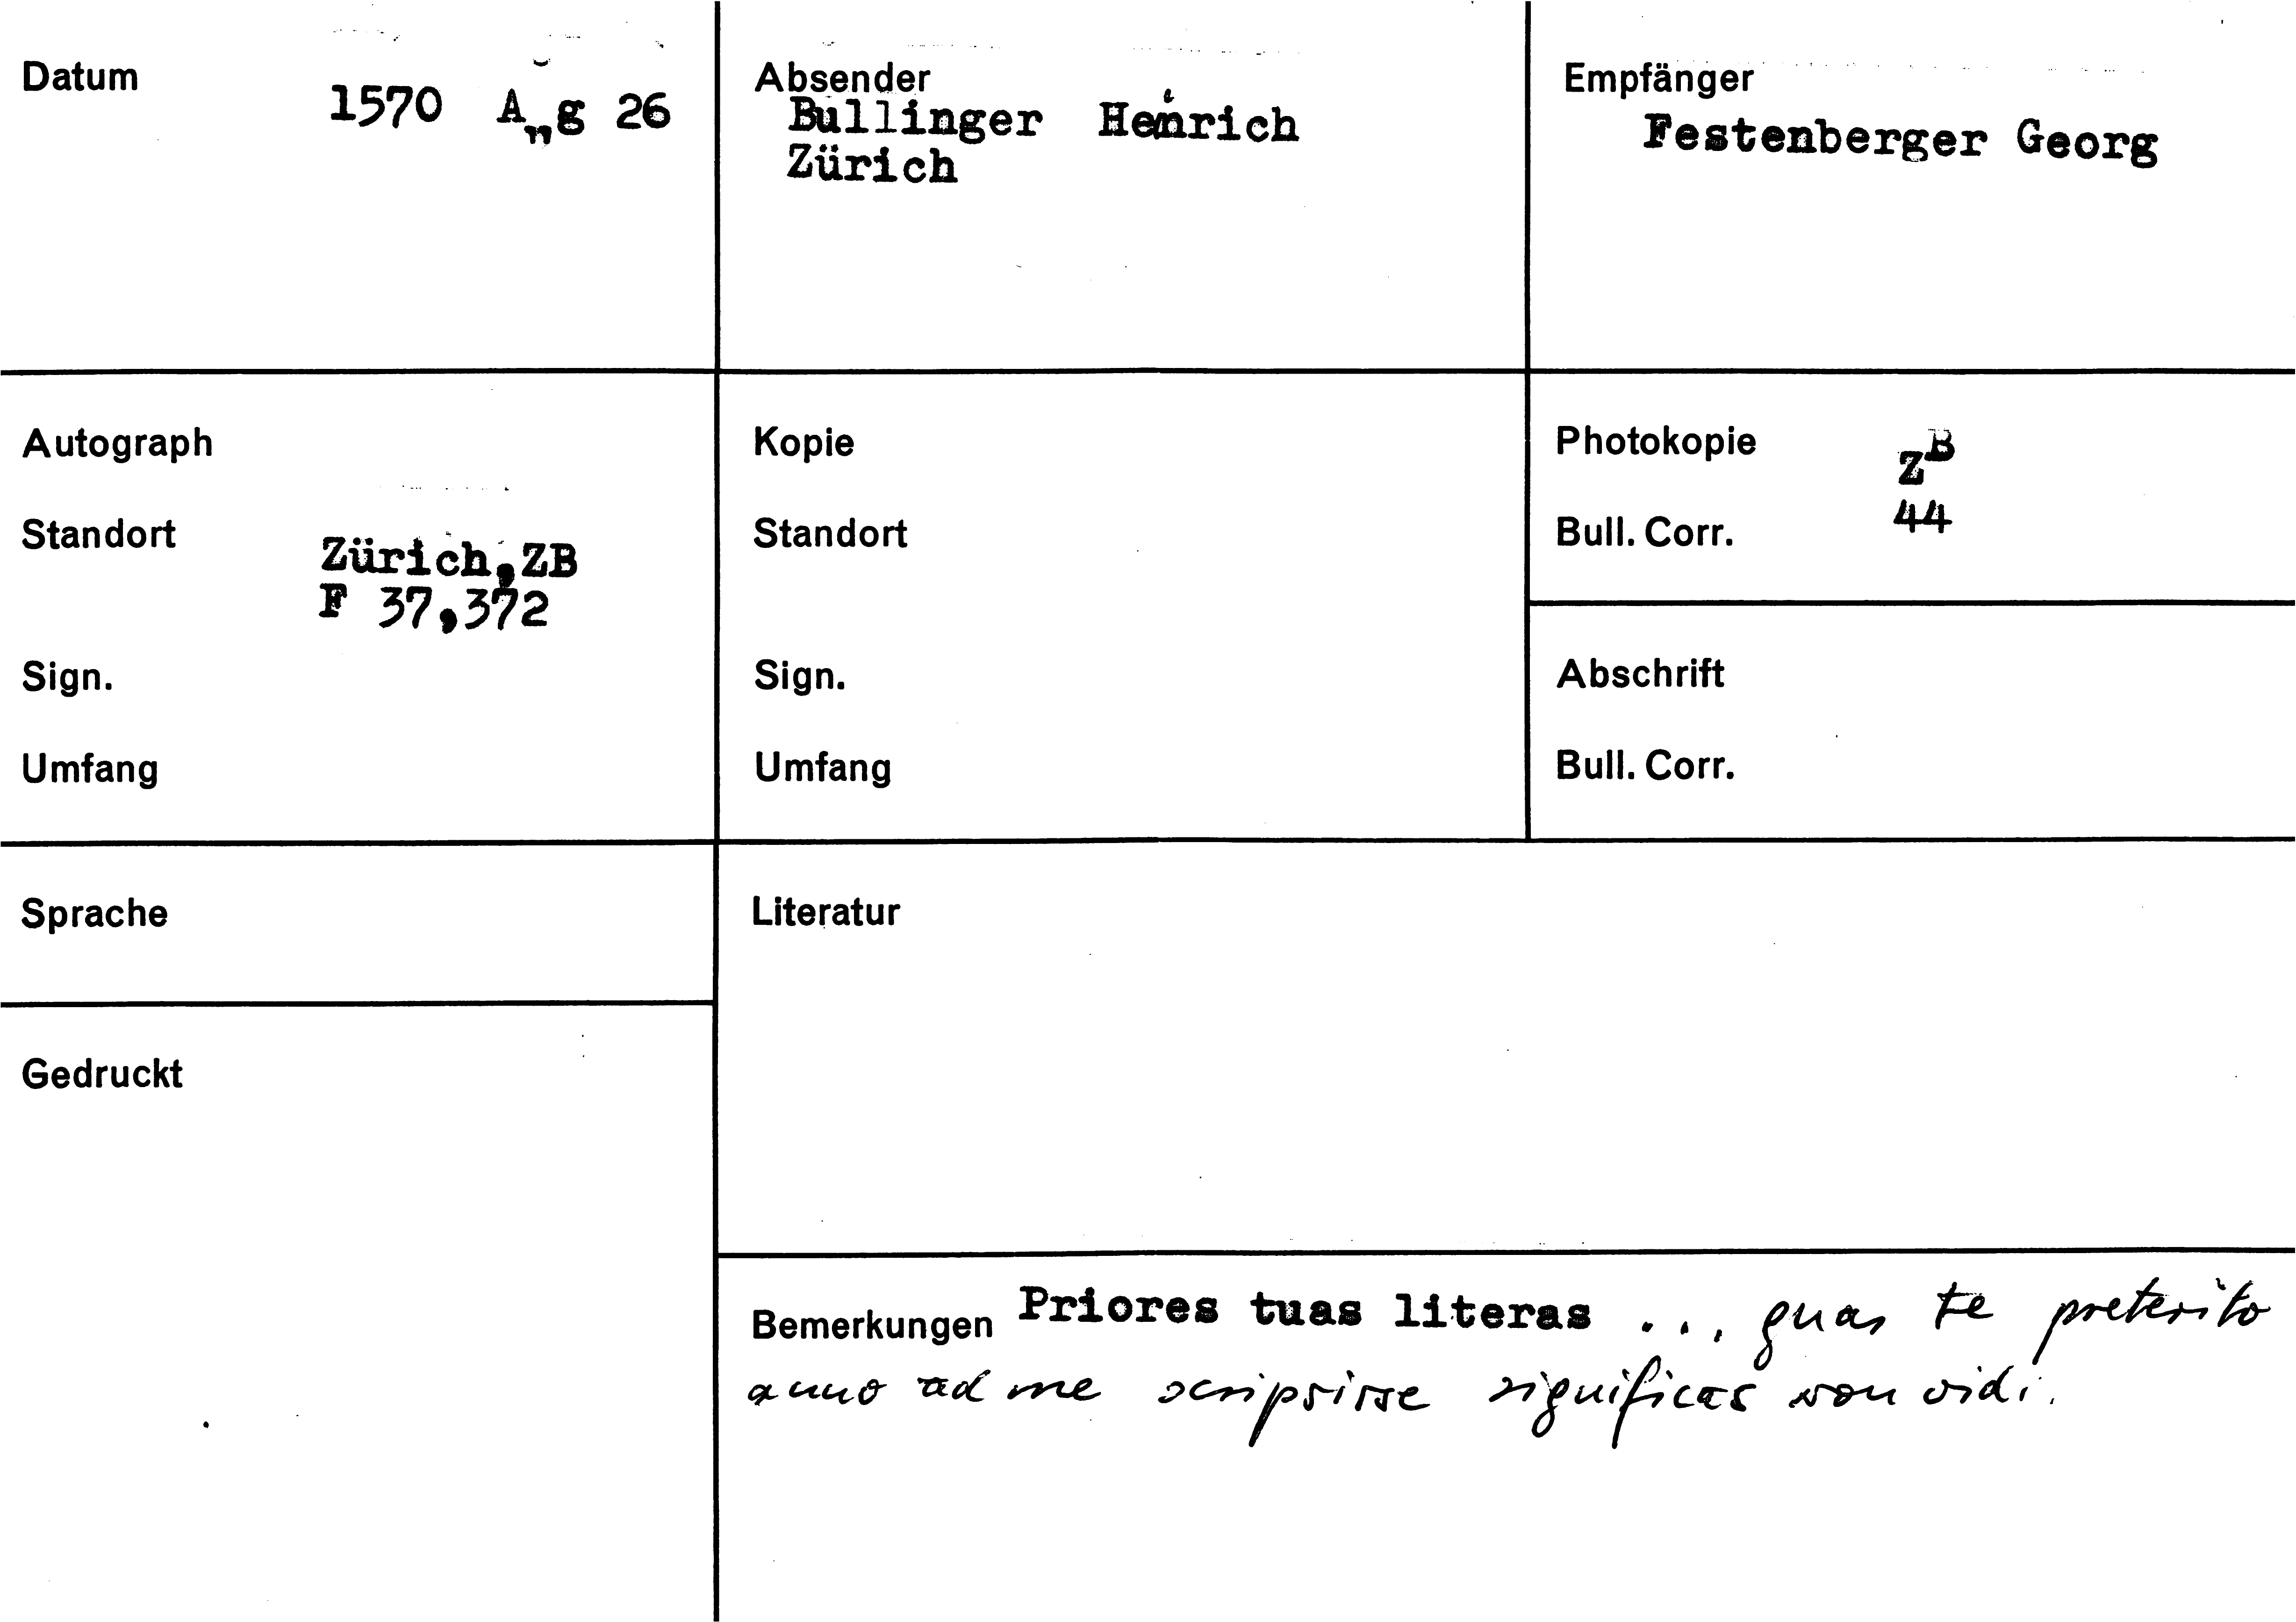 Datum
1570 Aug 26
Absender
Bullinger Heinrich
Zürich
Empfänger
Festenberger Georg
Autograph
Standort
Zürich,ZB
F 37,372
Sign.
Umfang
Kopie
Standort
Sign.
Umfang
Photokopie ZB
Bull. Corr. 44
Abschrift
Bull. Corr.
Sprache
Gedruckt
Literatur
Bemerkungen Priores tuas literas ... quas te preterito
anno ad me scripsisse significas non vidi.